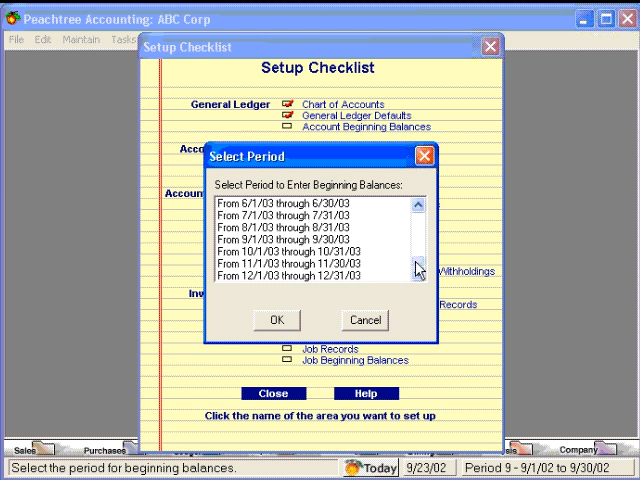 Peachtree Accounting: ABC Corp
File Edit Maintain Tasks
Setup Checklist
Setup Checklist
General Ledger
Chart of Accounts
General Ledger Defaults
Account Beginning Balances
Select Period
Select Period to Enter Beginning Balances:
From 6/1/03 through 6/30/03
From 7/1/03 through 7/31/03
From 8/1/03 through 8/31/03
From 9/1/03 through 9/30/03
From 10/1/03 through 10/31/03
From 11/1/03 through 11/30/03
From 12/1/03 through 12/31/03
OK Cancel
Withholdings
Records
Job Records
Job Beginning Balances
Close Help
Click the name of the area you want to set up
Sales Purchases Company
Select the period for beginning balances. Today 9/23/02 Period 9 - 9/1/02 to 9/30/02